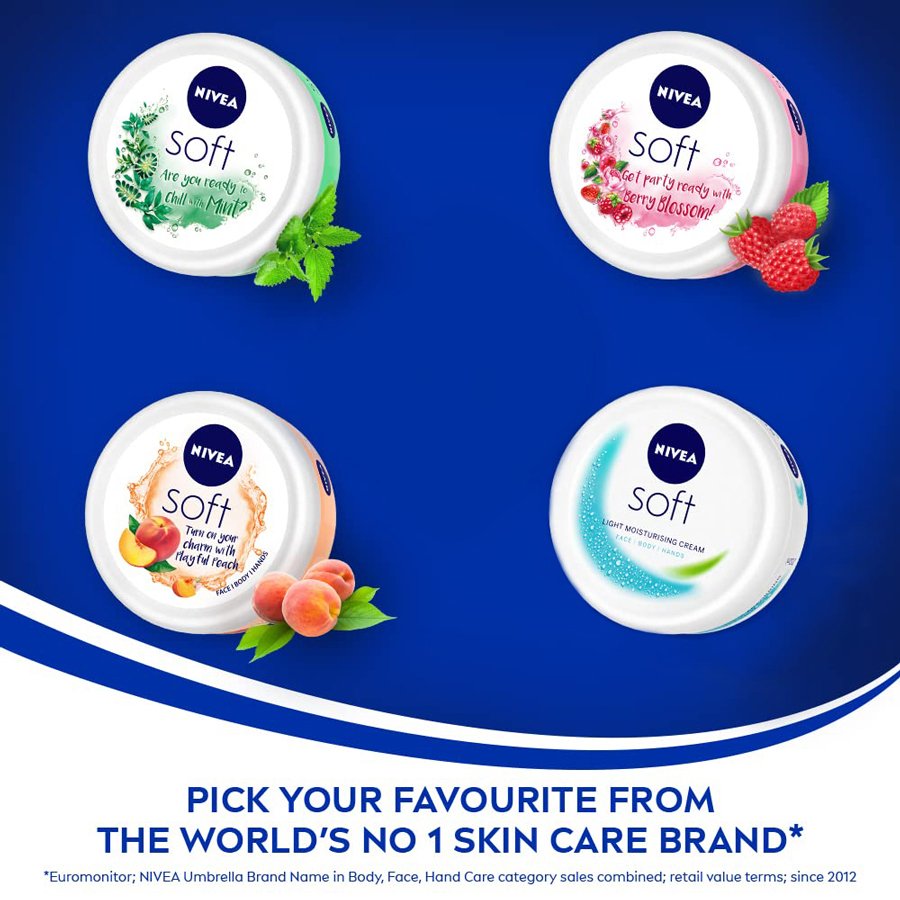 NIVEA
soft
Are you ready to
Chill with Mint?
NIVEA
soft
Get party ready with
Berry Blossom!
NIVEA
soft
Turn on your
charm with
Playful Peach
FACE | BODY | HANDS
NIVEA
soft
LIGHT MOISTURISING CREAM
FACE | BODY | HANDS
PICK YOUR FAVOURITE FROM
THE WORLD'S NO 1 SKIN CARE BRAND*
*Euromonitor; NIVEA Umbrella Brand Name in Body, Face, Hand Care category sales combined; retail value terms; since 2012